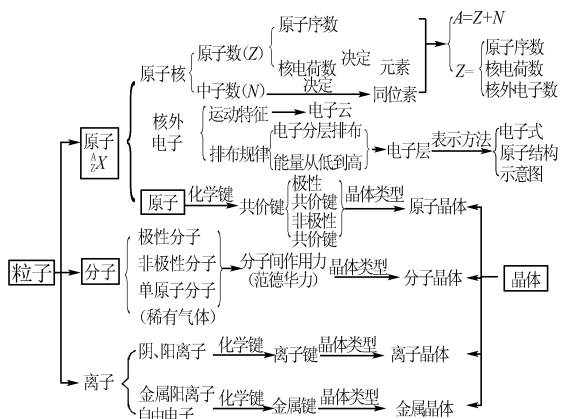 粒子
原子
A
Z X
原子核
原子数(Z)
原子序数
核电荷数
决定
元素
中子数(N)
决定
同位素
A=Z+N
Z=
原子序数
核电荷数
核外电子数
核外
电子
运动特征
电子云
排布规律
电子分层排布
能量从低到高
电子层
表示方法
电子式
原子结构
示意图
原子
化学键
共价键
极性
共价键
非极性
共价键
晶体类型
原子晶体
分子
极性分子
非极性分子
单原子分子
(稀有气体)
分子间作用力
(范德华力)
晶体类型
分子晶体
晶体
离子
阴、阳离子
化学键
离子键
晶体类型
离子晶体
金属阳离子
自由电子
化学键
金属键
晶体类型
金属晶体